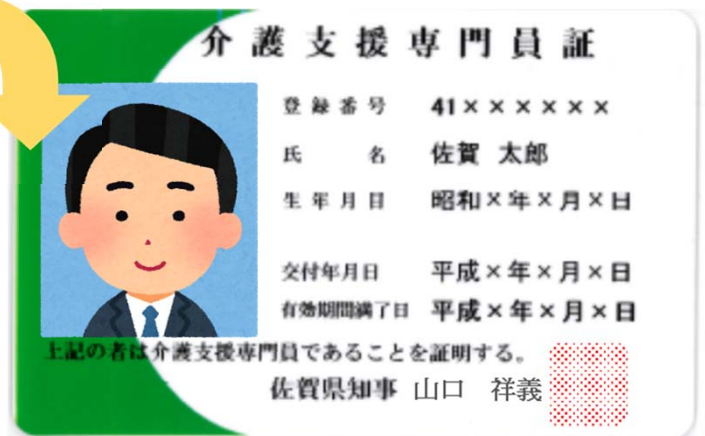 介護支援専門員証
登録番号 41××××××
氏名 佐賀 太郎
生年月日 昭和×年×月×日
交付年月日 平成×年×月×日
有効期間満了日 平成×年×月×日
上記の者は介護支援専門員であることを証明する。
佐賀県知事 山口 祥義